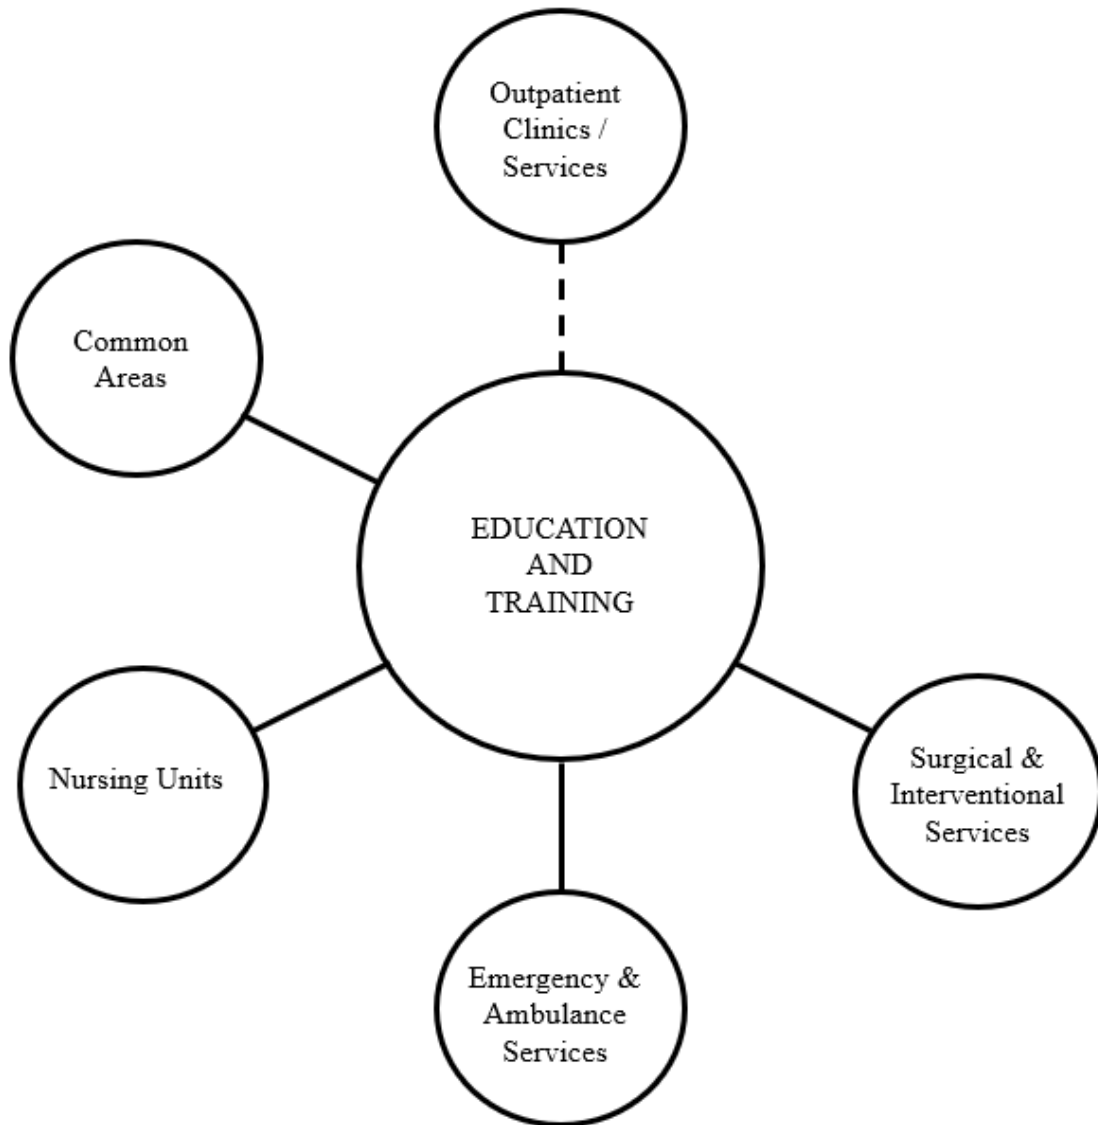 Outpatient
Clinics /
Services
Common
Areas
EDUCATION
AND
TRAINING
Nursing Units
Surgical &
Interventional
Services
Emergency &
Ambulance
Services